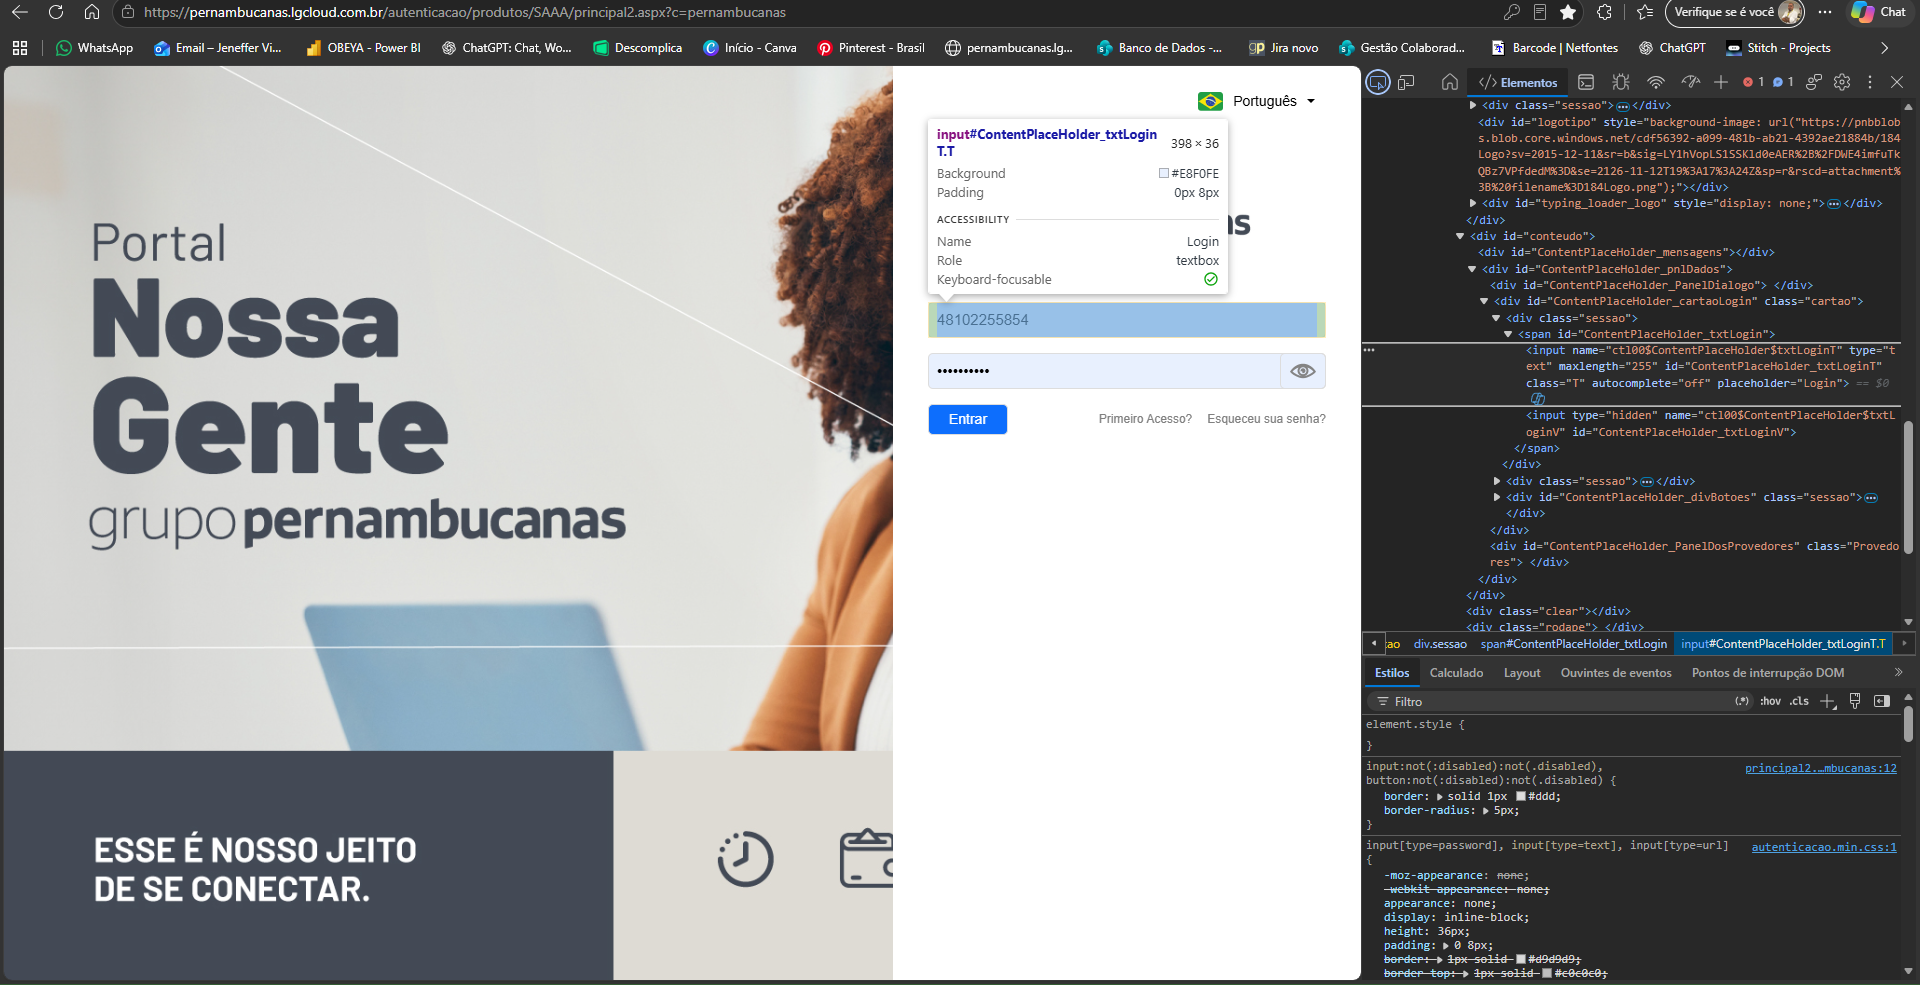 https://pernambucanas.lgcloud.com.br/autenticacao/produtos/SAAA/principal2.aspx?c=pernambucanas
Verifique se é você
Chat
WhatsApp
Email – Jeneffer Vi...
OBEYA - Power BI
ChatGPT: Chat, Wo...
Descomplica
Início - Canva
Pinterest - Brasil
pernambucanas.lg...
Banco de Dados -...
Jira novo
Gestão Colaborad...
Barcode | Netfontes
ChatGPT
Stitch - Projects
Portal
Nossa
Gente
grupo pernambucanas
ESSE É NOSSO JEITO
DE SE CONECTAR.
Português
input#ContentPlaceHolder_txtLogin
T.T
398 × 36
Background
#E8F0FE
Padding
0px 8px
ACCESSIBILITY
Name
Login
Role
textbox
Keyboard-focusable
as
48102255854
••••••••••
Entrar
Primeiro Acesso?
Esqueceu sua senha?
</> Elementos
1
1
<div class="sessao"> ••• </div>
<div id="logotipo" style="background-image: url("https://pnbblob
s.blob.core.windows.net/cdf56392-a099-481b-ab21-4392ae21884b/184
Logo?sv=2015-12-11&sr=b&sig=LY1hVopLS1SSKld0eAER%2B%2FDWE4imfuTk
QBz7VPfdedM%3D&se=2126-11-12T19%3A17%3A24Z&sp=r&rscd=attachment%
3B%20filename%3D184Logo.png");"></div>
<div id="typing_loader_logo" style="display: none;"> ••• </div>
</div>
<div id="conteudo">
<div id="ContentPlaceHolder_mensagens"></div>
<div id="ContentPlaceHolder_pnlDados">
<div id="ContentPlaceHolder_PanelDialogo"> </div>
<div id="ContentPlaceHolder_cartaoLogin" class="cartao">
<div class="sessao">
<span id="ContentPlaceHolder_txtLogin">
<input name="ctl00$ContentPlaceHolder$txtLoginT" type="t
ext" maxlength="255" id="ContentPlaceHolder_txtLoginT"
class="T" autocomplete="off" placeholder="Login"> == $0
<input type="hidden" name="ctl00$ContentPlaceHolder$txtL
oginV" id="ContentPlaceHolder_txtLoginV">
</span>
</div>
<div class="sessao"> ••• </div>
<div id="ContentPlaceHolder_divBotoes" class="sessao"> •••
</div>
</div>
<div id="ContentPlaceHolder_PanelDosProvedores" class="Provedo
res"> </div>
</div>
</div>
<div class="clear"></div>
<div class="rodape"> </div>
:ao
div.sessao
span#ContentPlaceHolder_txtLogin
input#ContentPlaceHolder_txtLoginT.T
Estilos
Calculado
Layout
Ouvintes de eventos
Pontos de interrupção DOM
Filtro
:hov
.cls
element.style {
}
input:not(:disabled):not(.disabled),
button:not(:disabled):not(.disabled) {
principal2.…mbucanas:12
border: solid 1px #ddd;
border-radius: 5px;
}
input[type=password], input[type=text], input[type=url]
autenticacao.min.css:1
{
-moz-appearance: none;
-webkit-appearance: none;
appearance: none;
display: inline-block;
height: 36px;
padding: 0 8px;
border: 1px solid #d9d9d9;
border-top: 1px solid #c0c0c0;